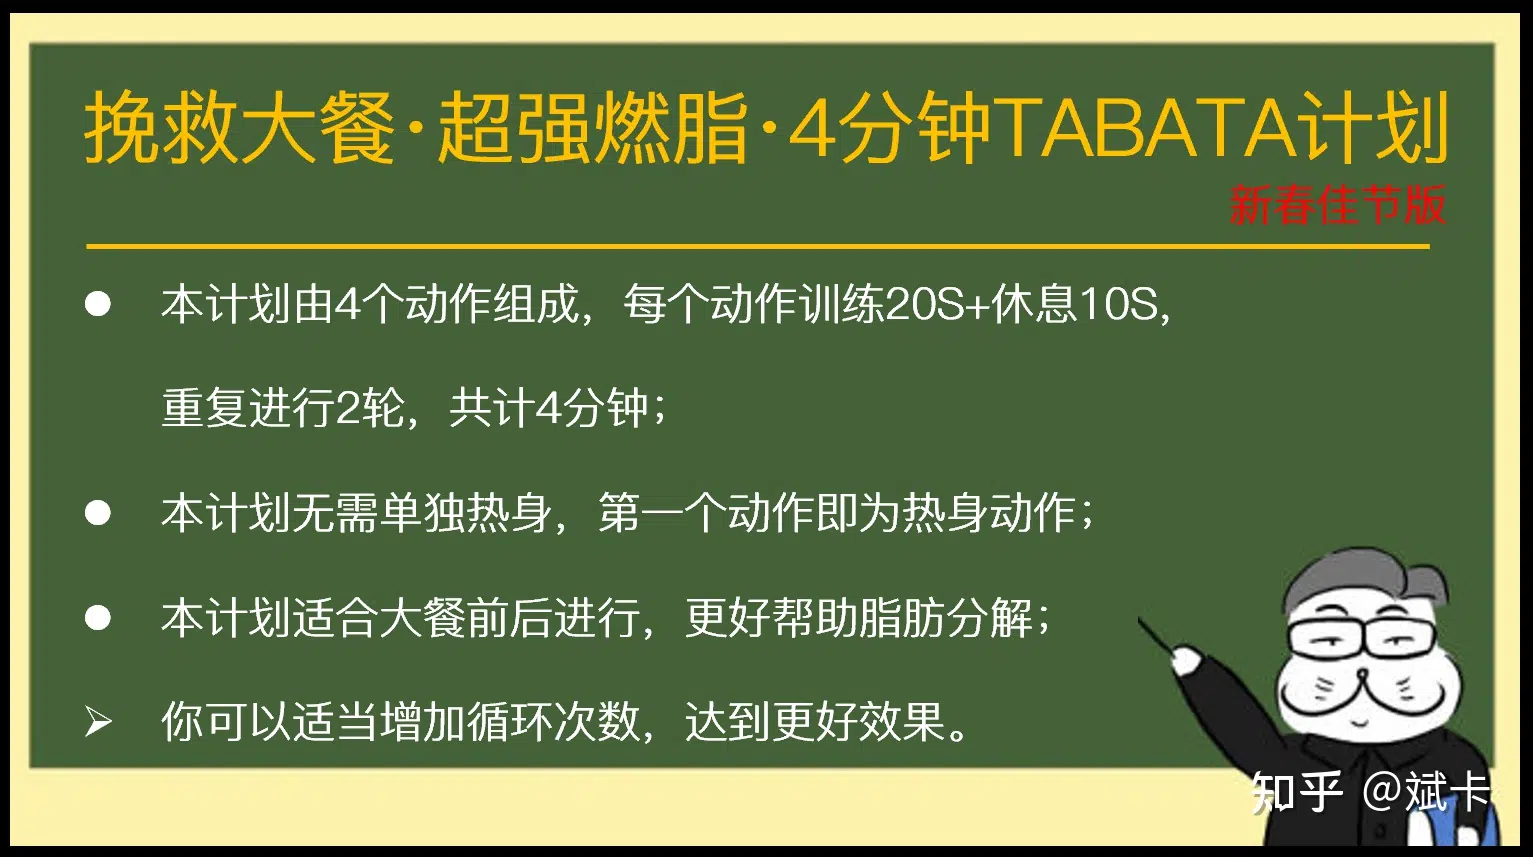 挽救大餐·超强燃脂·4分钟TABATA计划
新春佳节版
本计划由4个动作组成，每个动作训练20S+休息10S，
重复进行2轮，共计4分钟；
本计划无需单独热身，第一个动作即为热身动作；
本计划适合大餐前后进行，更好帮助脂肪分解；
你可以适当增加循环次数，达到更好效果。
知乎 @斌卡